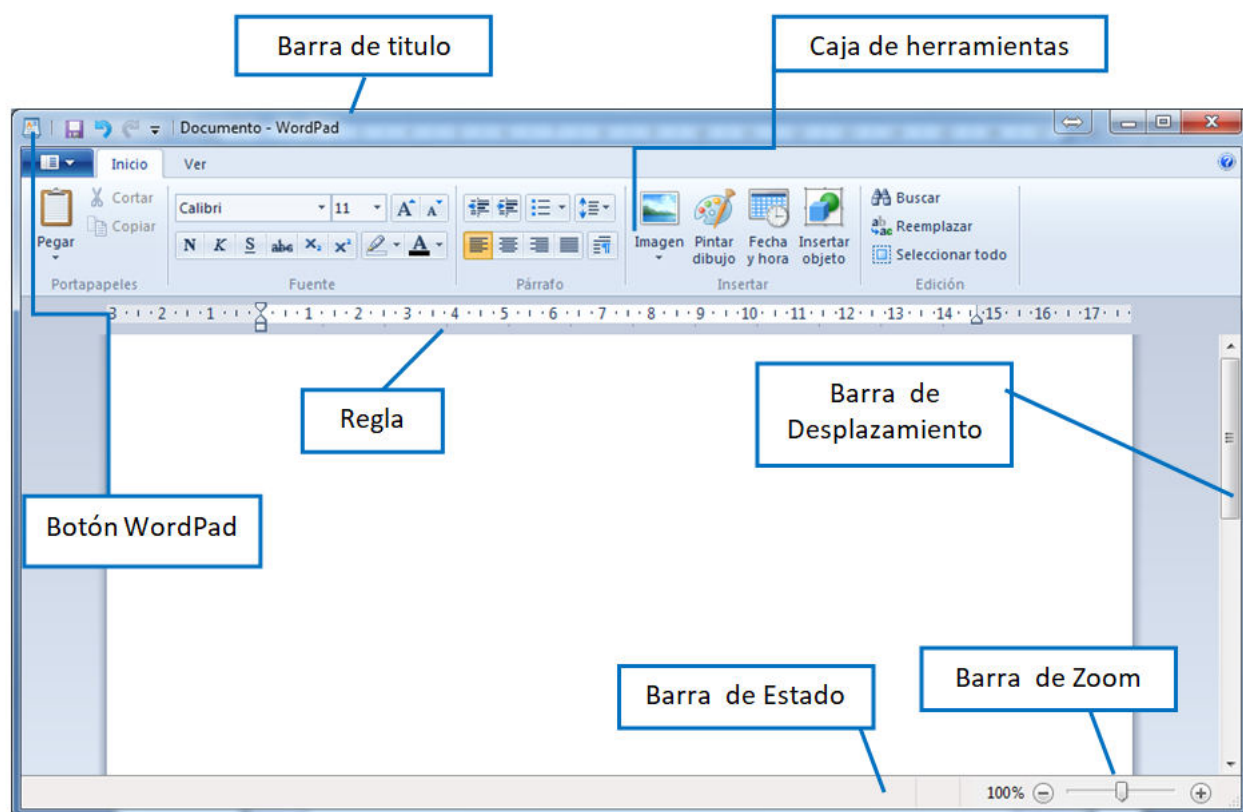 Barra de titulo
Caja de herramientas
Documento - WordPad
Inicio Ver
Pegar
Cortar
Copiar
Portapapeles
Calibri 11 A A
N K S abc X₂ x² A
Fuente
Párrafo
Imagen
Pintar
dibujo
Fecha
y hora
Insertar
objeto
Insertar
Buscar
Reemplazar
Seleccionar todo
Edición
3 2 1 1 2 3 4 5 6 7 8 9 10 11 12 13 14 15 16 17
Regla
Barra de
Desplazamiento
Botón WordPad
Barra de Estado
Barra de Zoom
100%